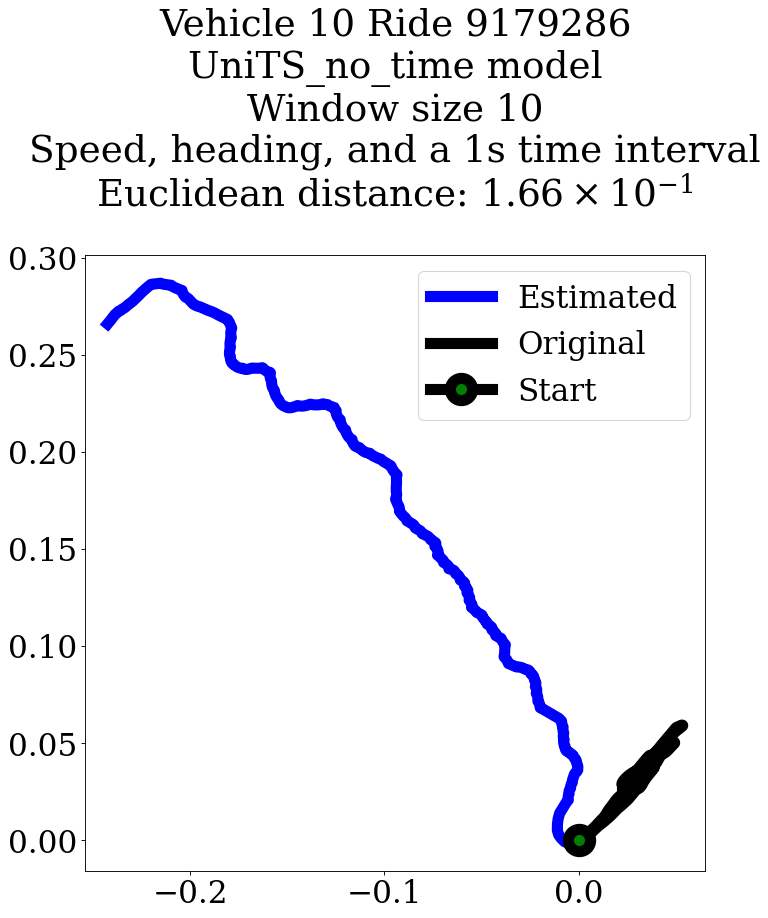 Vehicle 10 Ride 9179286
UniTS_no_time model
Window size 10
Speed, heading, and a 1s time interval
Euclidean distance: 1.66 × 10⁻¹
0.30
0.25
0.20
0.15
0.10
0.05
0.00
Estimated
Original
Start
−0.2 −0.1 0.0